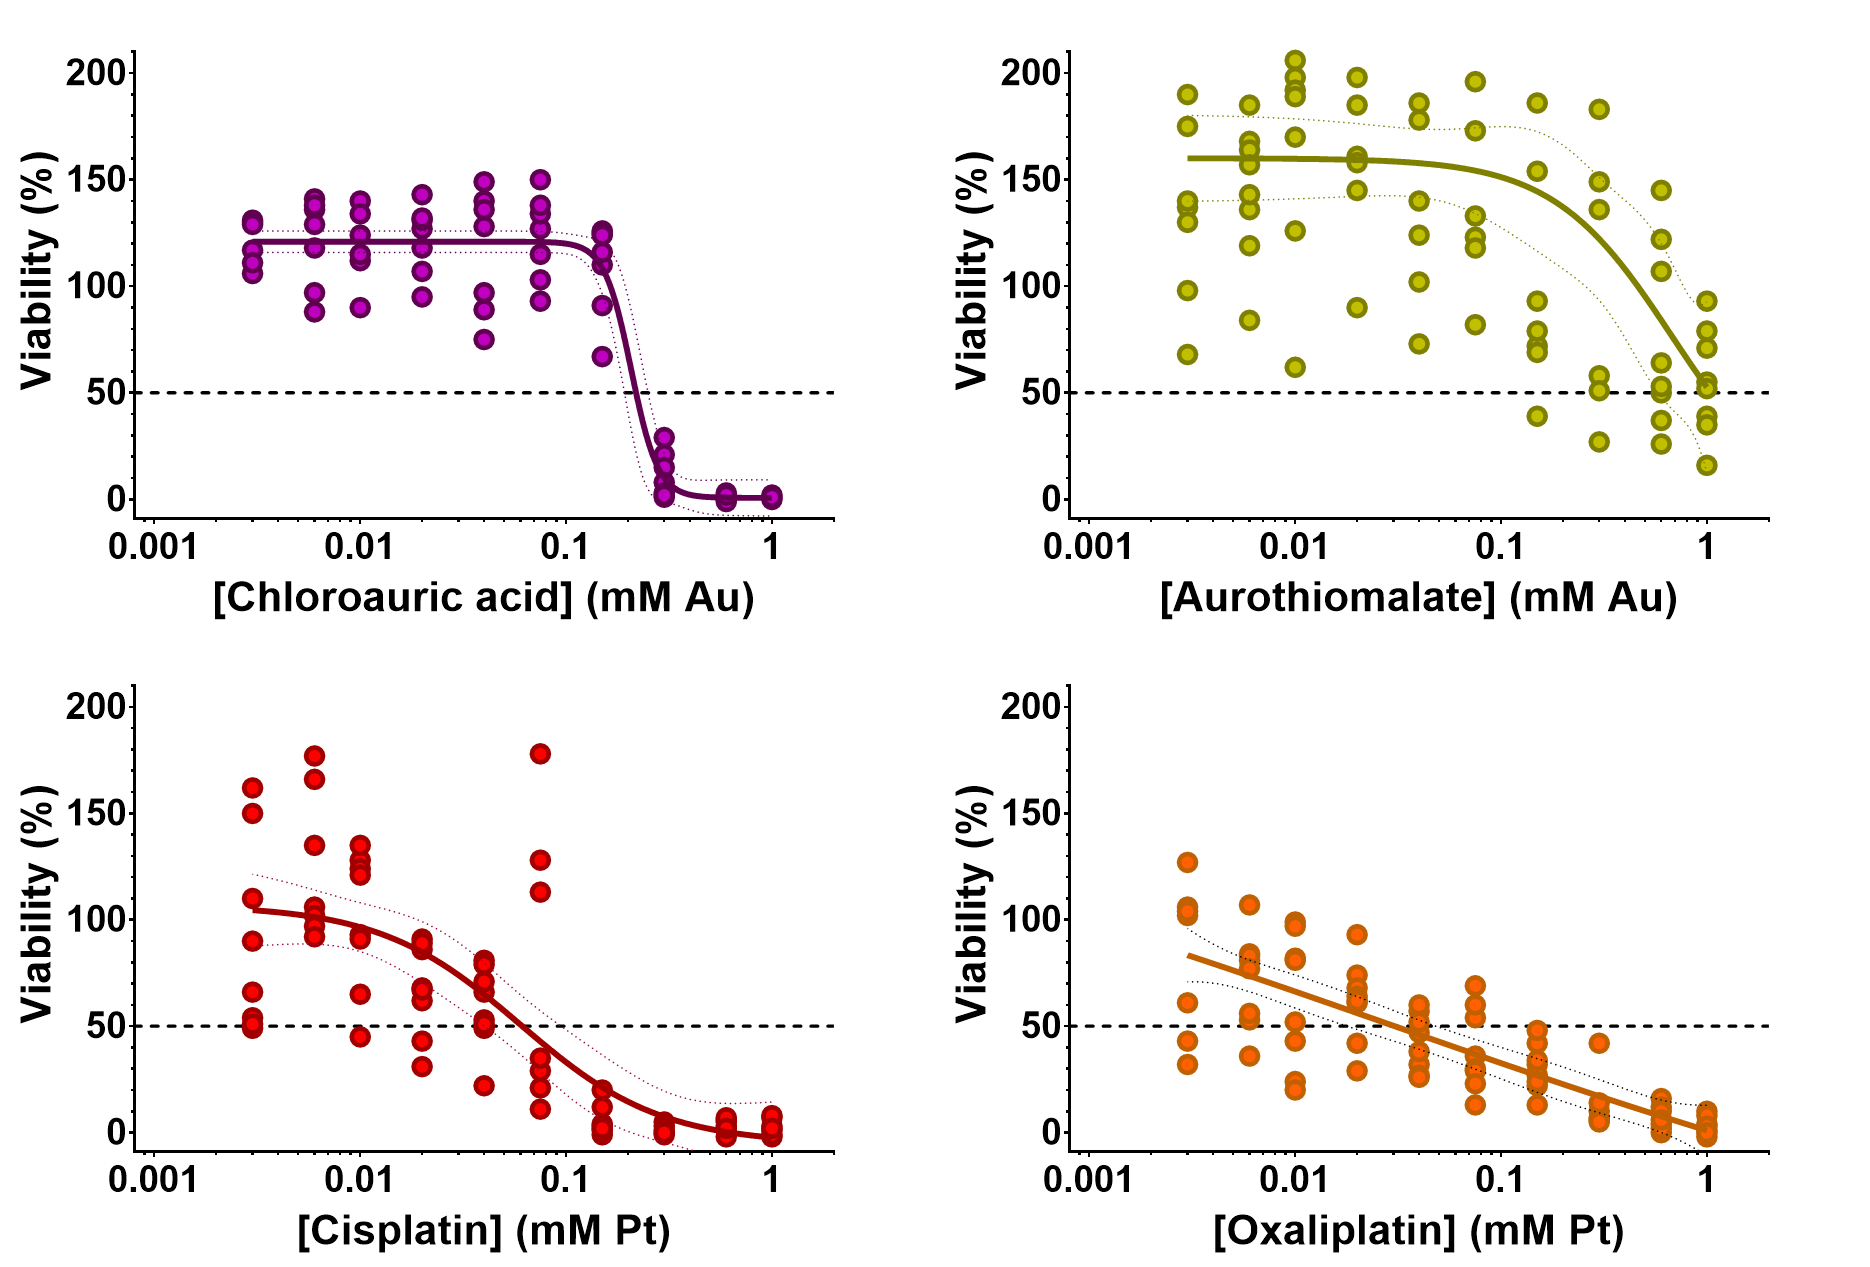 Viability (%)
200
150
100
50
0
0.001 0.01 0.1 1
[Chloroauric acid] (mM Au)
Viability (%)
200
150
100
50
0
0.001 0.01 0.1 1
[Aurothiomalate] (mM Au)
Viability (%)
200
150
100
50
0
0.001 0.01 0.1 1
[Cisplatin] (mM Pt)
Viability (%)
200
150
100
50
0
0.001 0.01 0.1 1
[Oxaliplatin] (mM Pt)